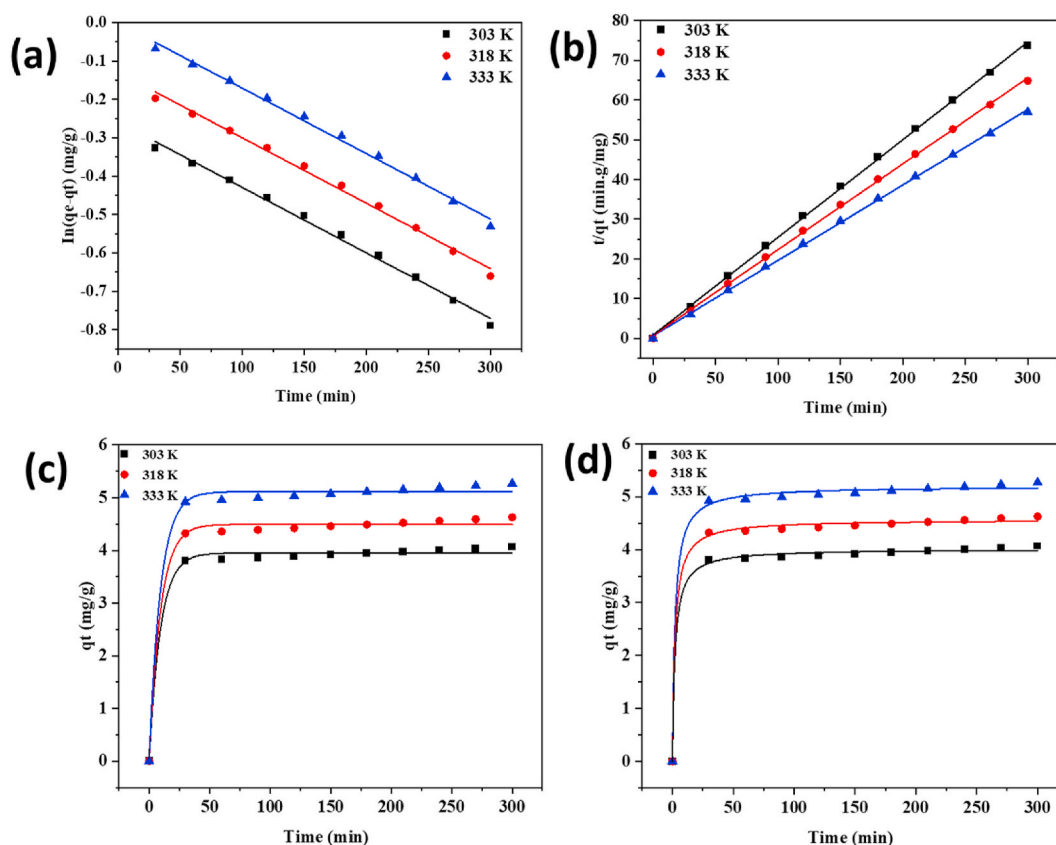 (a)
303 K
318 K
333 K
0.0
-0.1
-0.2
-0.3
-0.4
-0.5
-0.6
-0.7
-0.8
In(qe-qt) (mg/g)
0 50 100 150 200 250 300
Time (min)
(b)
303 K
318 K
333 K
80
70
60
50
40
30
20
10
0
t/qt (min.g/mg)
0 50 100 150 200 250 300
Time (min)
(c)
303 K
318 K
333 K
6
5
4
3
2
1
0
qt (mg/g)
0 50 100 150 200 250 300
Time (min)
(d)
303 K
318 K
333 K
6
5
4
3
2
1
0
qt (mg/g)
0 50 100 150 200 250 300
Time (min)